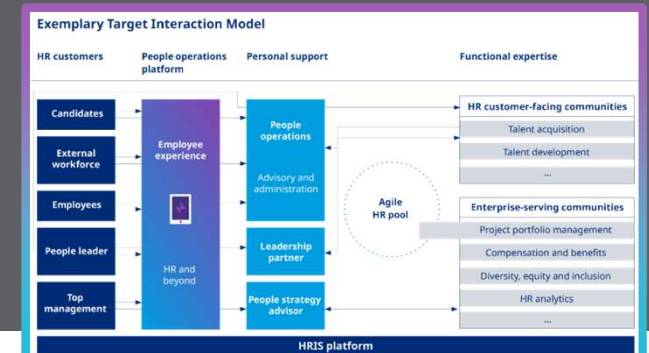 Exemplary Target Interaction Model
HR customers
People operations
platform
Personal support
Functional expertise
Candidates
External
workforce
Employees
People leader
Top
management
Employee
experience
HR and
beyond
People
operations
Advisory and
administration
Leadership
partner
People strategy
advisor
Agile
HR pool
HR customer-facing communities
Talent acquisition
Talent development
...
Enterprise-serving communities
Project portfolio management
Compensation and benefits
Diversity, equity and inclusion
HR analytics
...
HRIS platform